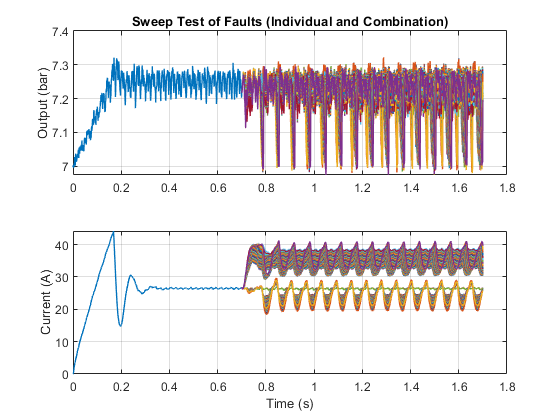 Sweep Test of Faults (Individual and Combination)
7.4
7.3
7.2
7.1
7
Output (bar)
0 0.2 0.4 0.6 0.8 1 1.2 1.4 1.6 1.8
40
30
20
10
0
Current (A)
0 0.2 0.4 0.6 0.8 1 1.2 1.4 1.6 1.8
Time (s)